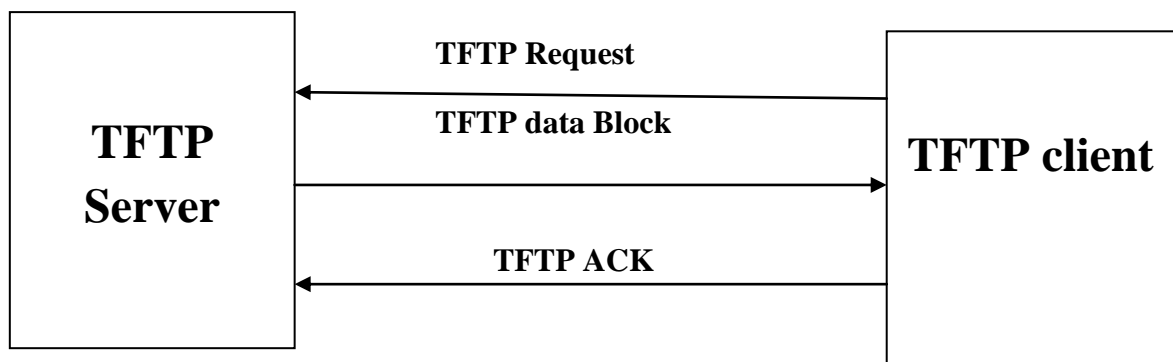 TFTP
Server
TFTP Request
TFTP data Block
TFTP ACK
TFTP client